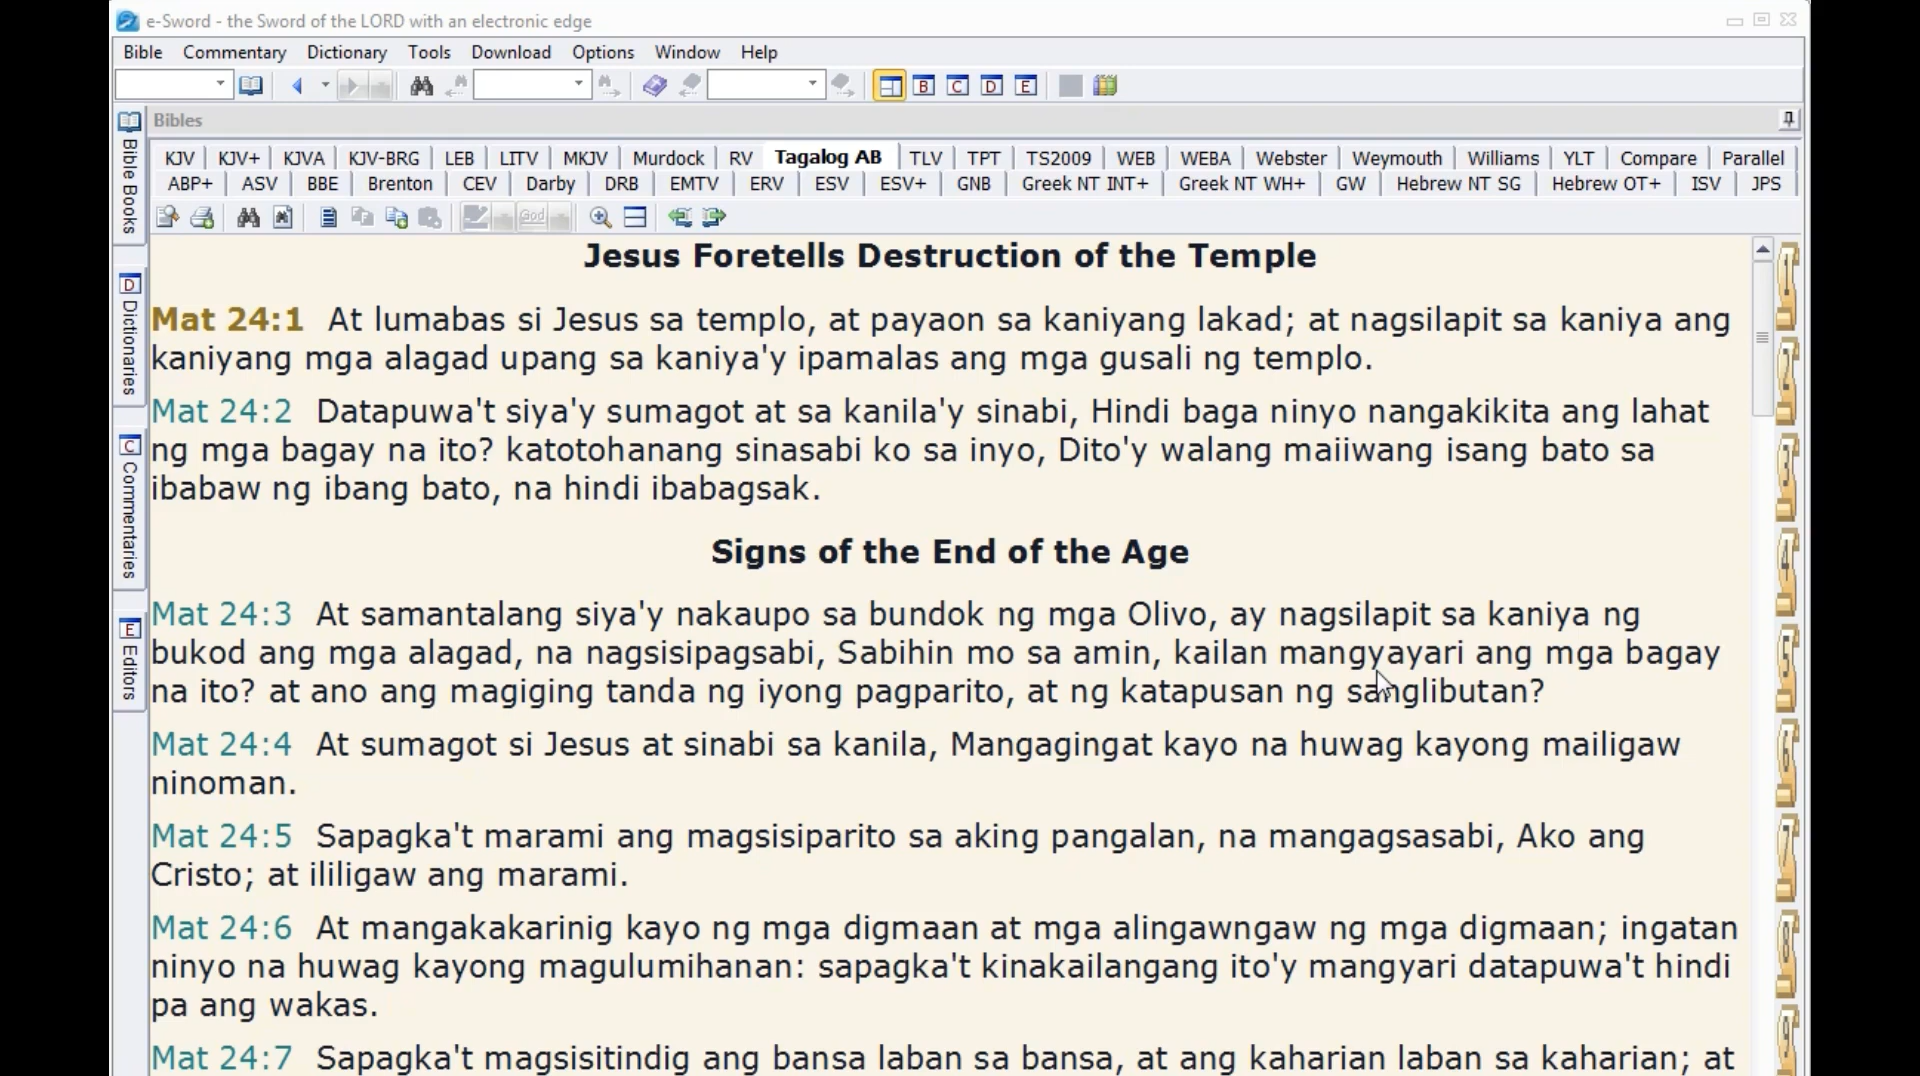 e-Sword - the Sword of the LORD with an electronic edge
Bible Commentary Dictionary Tools Download Options Window Help
B C D E
Bibles
KJV KJV+ KJVA KJV-BRG LEB LITV MKJV Murdock RV Tagalog AB TLV TPT TS2009 WEB WEBA Webster Weymouth Williams YLT Compare Parallel
ABP+ ASV BBE Brenton CEV Darby DRB EMTV ERV ESV ESV+ GNB Greek NT INT+ Greek NT WH+ GW Hebrew NT SG Hebrew OT+ ISV JPS
God
Bible Books
D Dictionaries
C Commentaries
E Editors
Jesus Foretells Destruction of the Temple
Mat 24:1 At lumabas si Jesus sa templo, at payaon sa kaniyang lakad; at nagsilapit sa kaniya ang
kaniyang mga alagad upang sa kaniya'y ipamalas ang mga gusali ng templo.
Mat 24:2 Datapuwa't siya'y sumagot at sa kanila'y sinabi, Hindi baga ninyo nangakikita ang lahat
ng mga bagay na ito? katotohanang sinasabi ko sa inyo, Dito'y walang maiiwang isang bato sa
ibabaw ng ibang bato, na hindi ibabagsak.
Signs of the End of the Age
Mat 24:3 At samantalang siya'y nakaupo sa bundok ng mga Olivo, ay nagsilapit sa kaniya ng
bukod ang mga alagad, na nagsisipagsabi, Sabihin mo sa amin, kailan mangyayari ang mga bagay
na ito? at ano ang magiging tanda ng iyong pagparito, at ng katapusan ng sanglibutan?
Mat 24:4 At sumagot si Jesus at sinabi sa kanila, Mangagingat kayo na huwag kayong mailigaw
ninoman.
Mat 24:5 Sapagka't marami ang magsisiparito sa aking pangalan, na mangagsasabi, Ako ang
Cristo; at ililigaw ang marami.
Mat 24:6 At mangakakarinig kayo ng mga digmaan at mga alingawngaw ng mga digmaan; ingatan
ninyo na huwag kayong magulumihanan: sapagka't kinakailangang ito'y mangyari datapuwa't hindi
pa ang wakas.
Mat 24:7 Sapagka't magsisitindig ang bansa laban sa bansa, at ang kaharian laban sa kaharian; at
1
2
3
4
5
6
7
8
9